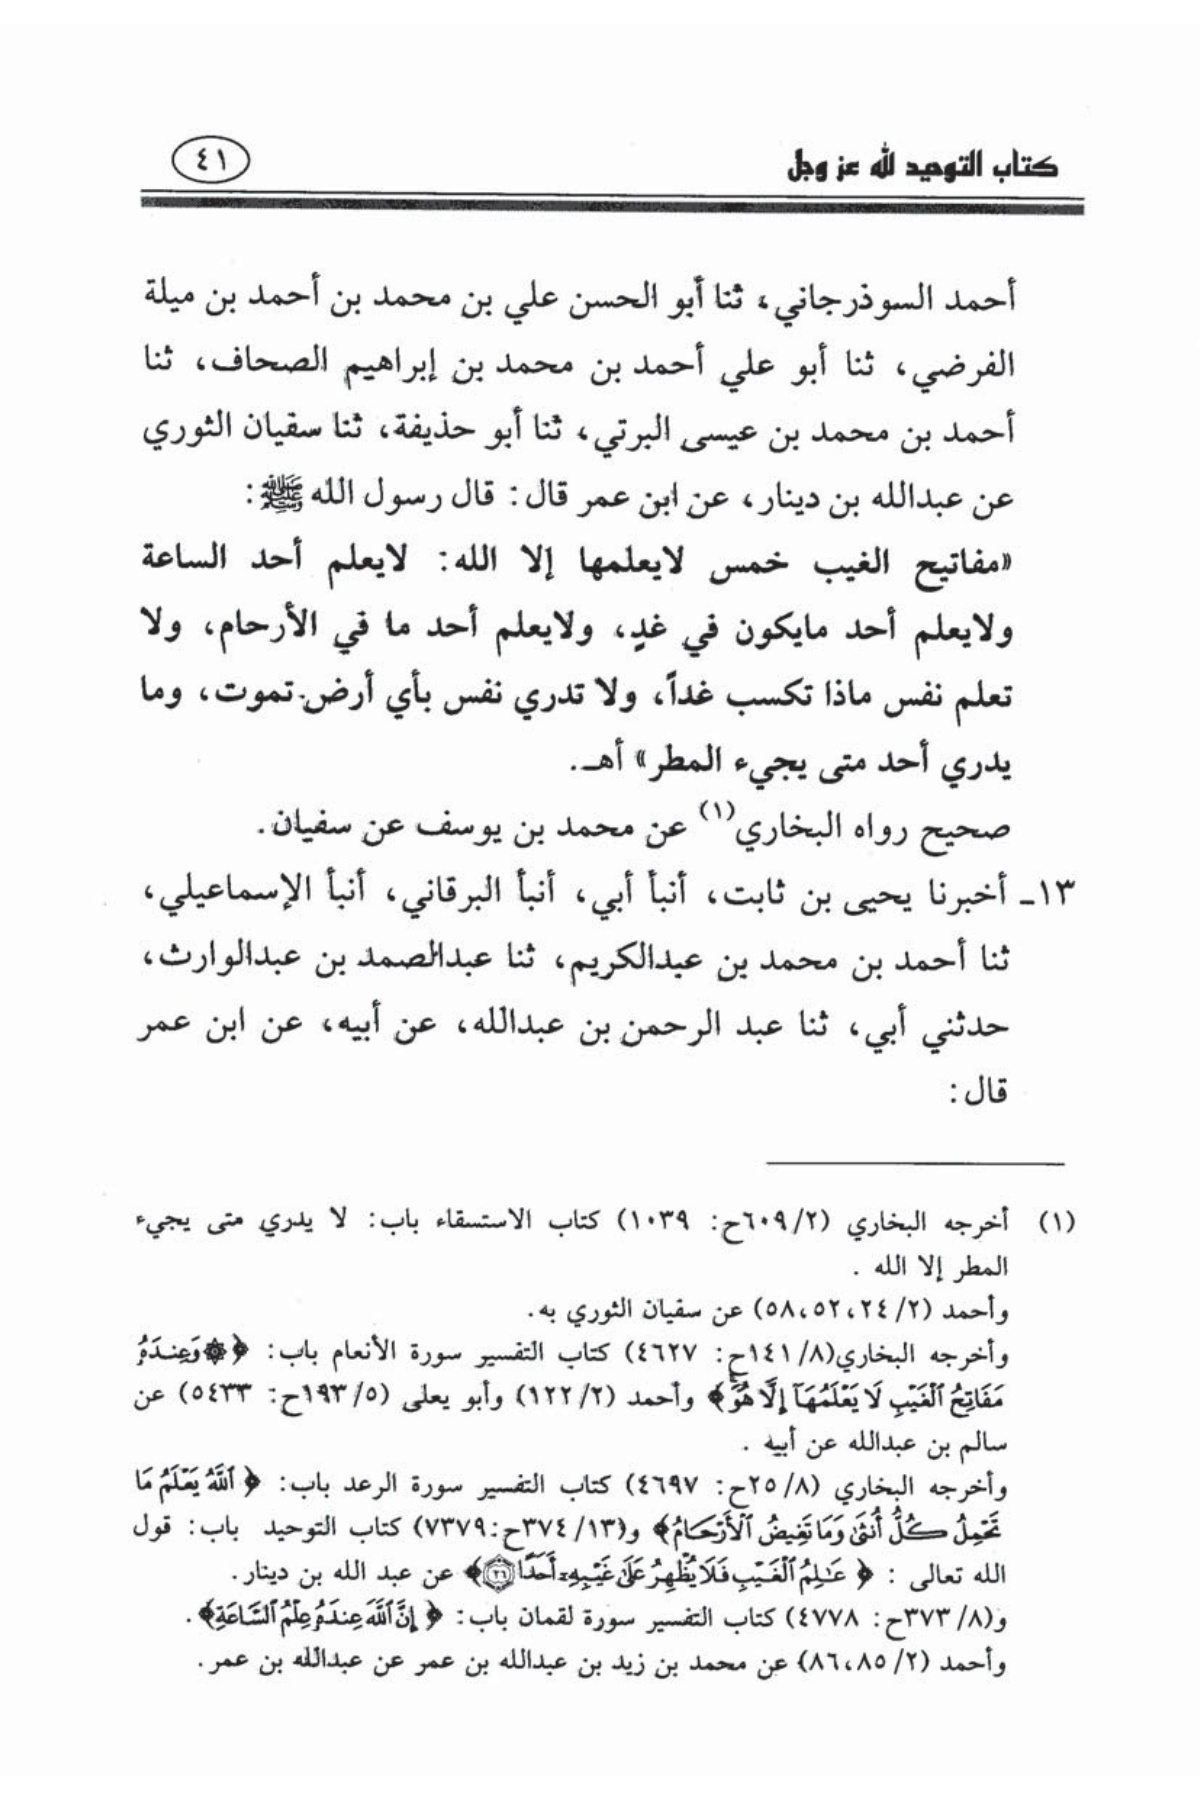 كتاب التوحيد لله عز وجل
٤١
أحمد السوذرجاني، ثنا أبو الحسن علي بن محمد بن أحمد بن ميلة
الفرضي، ثنا أبو علي أحمد بن محمد بن إبراهيم الصحاف، ثنا
أحمد بن محمد بن عيسى البرتي، ثنا أبو حذيفة، ثنا سفيان الثوري
عن عبدالله بن دينار، عن ابن عمر قال: قال رسول الله ﷺ:
«مفاتيح الغيب خمس لايعلمها إلا الله: لايعلم أحد الساعة
ولايعلم أحد مايكون في غدٍ، ولايعلم أحد ما في الأرحام، ولا
تعلم نفس ماذا تكسب غداً، ولا تدري نفس بأي أرض تموت، وما
يدري أحد متى يجيء المطر» أهـ.
صحيح رواه البخاري(١) عن محمد بن يوسف عن سفيان.
١٣ـ أخبرنا يحيى بن ثابت، أنبأ أبي، أنبأ البرقاني، أنبأ الإسماعيلي،
ثنا أحمد بن محمد بن عبدالكريم، ثنا عبدالصمد بن عبدالوارث،
حدثني أبي، ثنا عبد الرحمن بن عبدالله، عن أبيه، عن ابن عمر
قال:
(١) أخرجه البخاري (٢/ ٦٠٩ح: ١٠٣٩) كتاب الاستسقاء باب: لا يدري متى يجيء
المطر إلا الله .
وأحمد (٢/ ٢٤، ٥٢، ٥٨) عن سفيان الثوري به.
وأخرجه البخاري(٨/ ١٤١ح: ٤٦٢٧) كتاب التفسير سورة الأنعام باب: ﴿۞ وَعِندَهُۥ
مَفَاتِحُ ٱلْغَيْبِ لَا يَعْلَمُهَآ إِلَّا هُوَۚ﴾ وأحمد (٢/ ١٢٢) وأبو يعلى (٥/ ١٩٣ح: ٥٤٣٣) عن
سالم بن عبدالله عن أبيه .
وأخرجه البخاري (٨/ ٢٥ح: ٤٦٩٧) كتاب التفسير سورة الرعد باب: ﴿ ٱللَّهُ يَعْلَمُ مَا
تَحْمِلُ كُلُّ أُنثَىٰ وَمَا تَغِيضُ ٱلْأَرْحَامُ﴾ و(١٣/ ٣٧٤ح:٧٣٧٩) كتاب التوحيد باب: قول
الله تعالى : ﴿ عَـٰلِمُ ٱلْغَيْبِ فَلَا يُظْهِرُ عَلَىٰ غَيْبِهِۦٓ أَحَدًا ۝٢٦﴾ عن عبد الله بن دينار.
و(٨/ ٣٧٣ح: ٤٧٧٨) كتاب التفسير سورة لقمان باب: ﴿ إِنَّ ٱللَّهَ عِندَهُۥ عِلْمُ ٱلسَّاعَةِ﴾ .
وأحمد (٢/ ٨٥، ٨٦) عن محمد بن زيد بن عبدالله بن عمر عن عبدالله بن عمر.